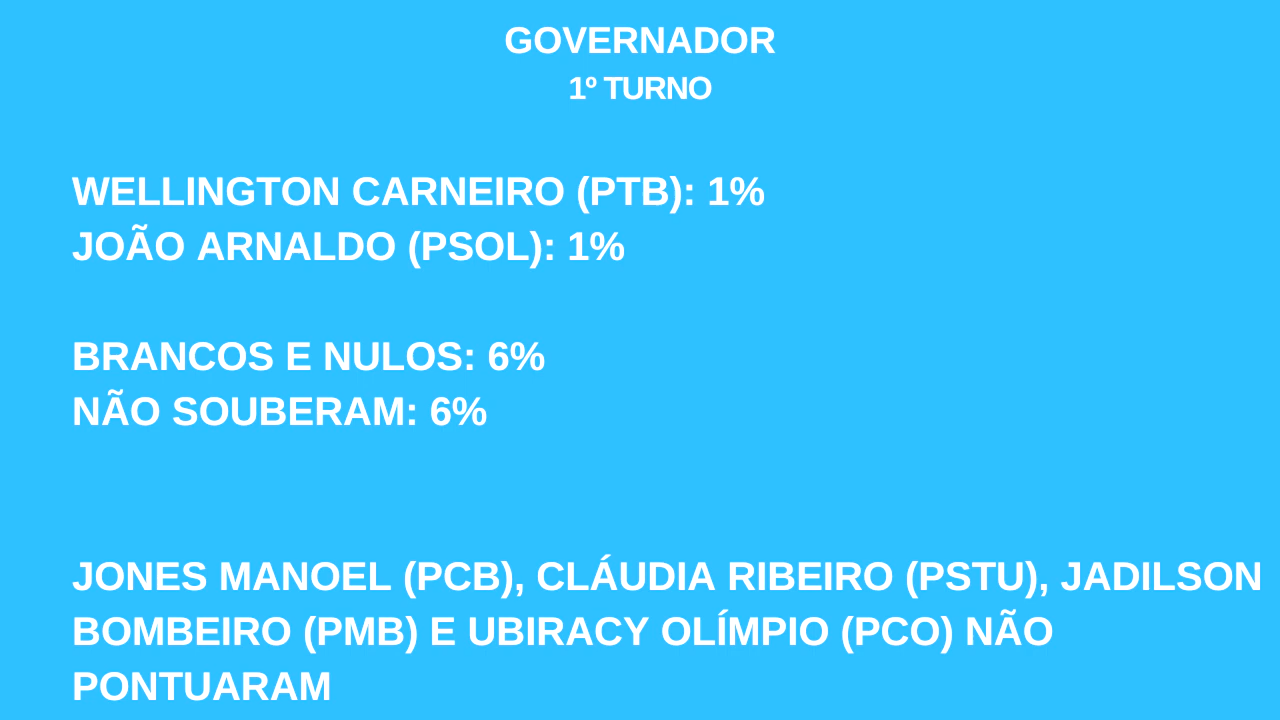 GOVERNADOR
1º TURNO
WELLINGTON CARNEIRO (PTB): 1%
JOÃO ARNALDO (PSOL): 1%
BRANCOS E NULOS: 6%
NÃO SOUBERAM: 6%
JONES MANOEL (PCB), CLÁUDIA RIBEIRO (PSTU), JADILSON
BOMBEIRO (PMB) E UBIRACY OLÍMPIO (PCO) NÃO
PONTUARAM